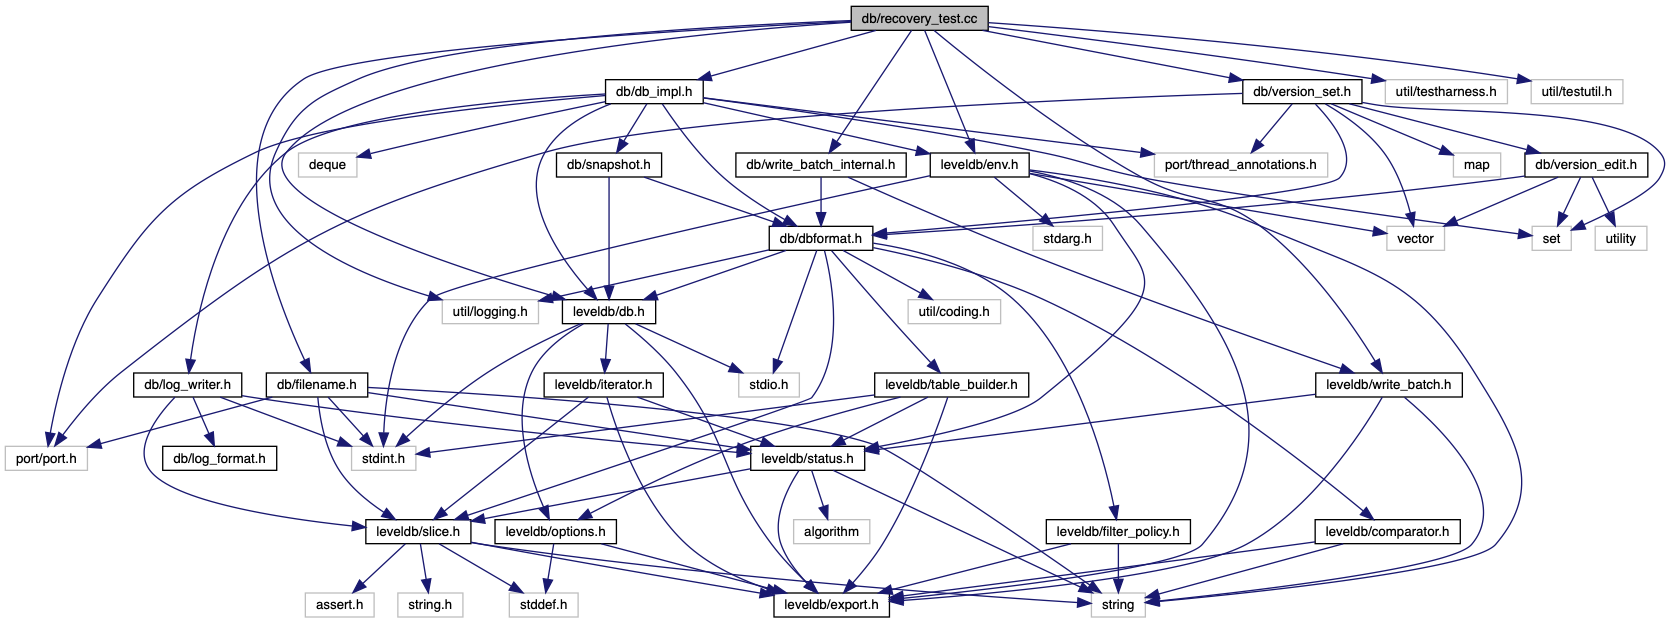 db/recovery_test.cc
db/db_impl.h
db/version_set.h
util/testharness.h
util/testutil.h
deque
db/snapshot.h
db/write_batch_internal.h
leveldb/env.h
port/thread_annotations.h
map
db/version_edit.h
db/dbformat.h
stdarg.h
vector
set
utility
util/logging.h
leveldb/db.h
util/coding.h
db/log_writer.h
db/filename.h
leveldb/iterator.h
stdio.h
leveldb/table_builder.h
leveldb/write_batch.h
port/port.h
db/log_format.h
stdint.h
leveldb/status.h
leveldb/slice.h
leveldb/options.h
algorithm
leveldb/filter_policy.h
leveldb/comparator.h
assert.h
string.h
stddef.h
leveldb/export.h
string